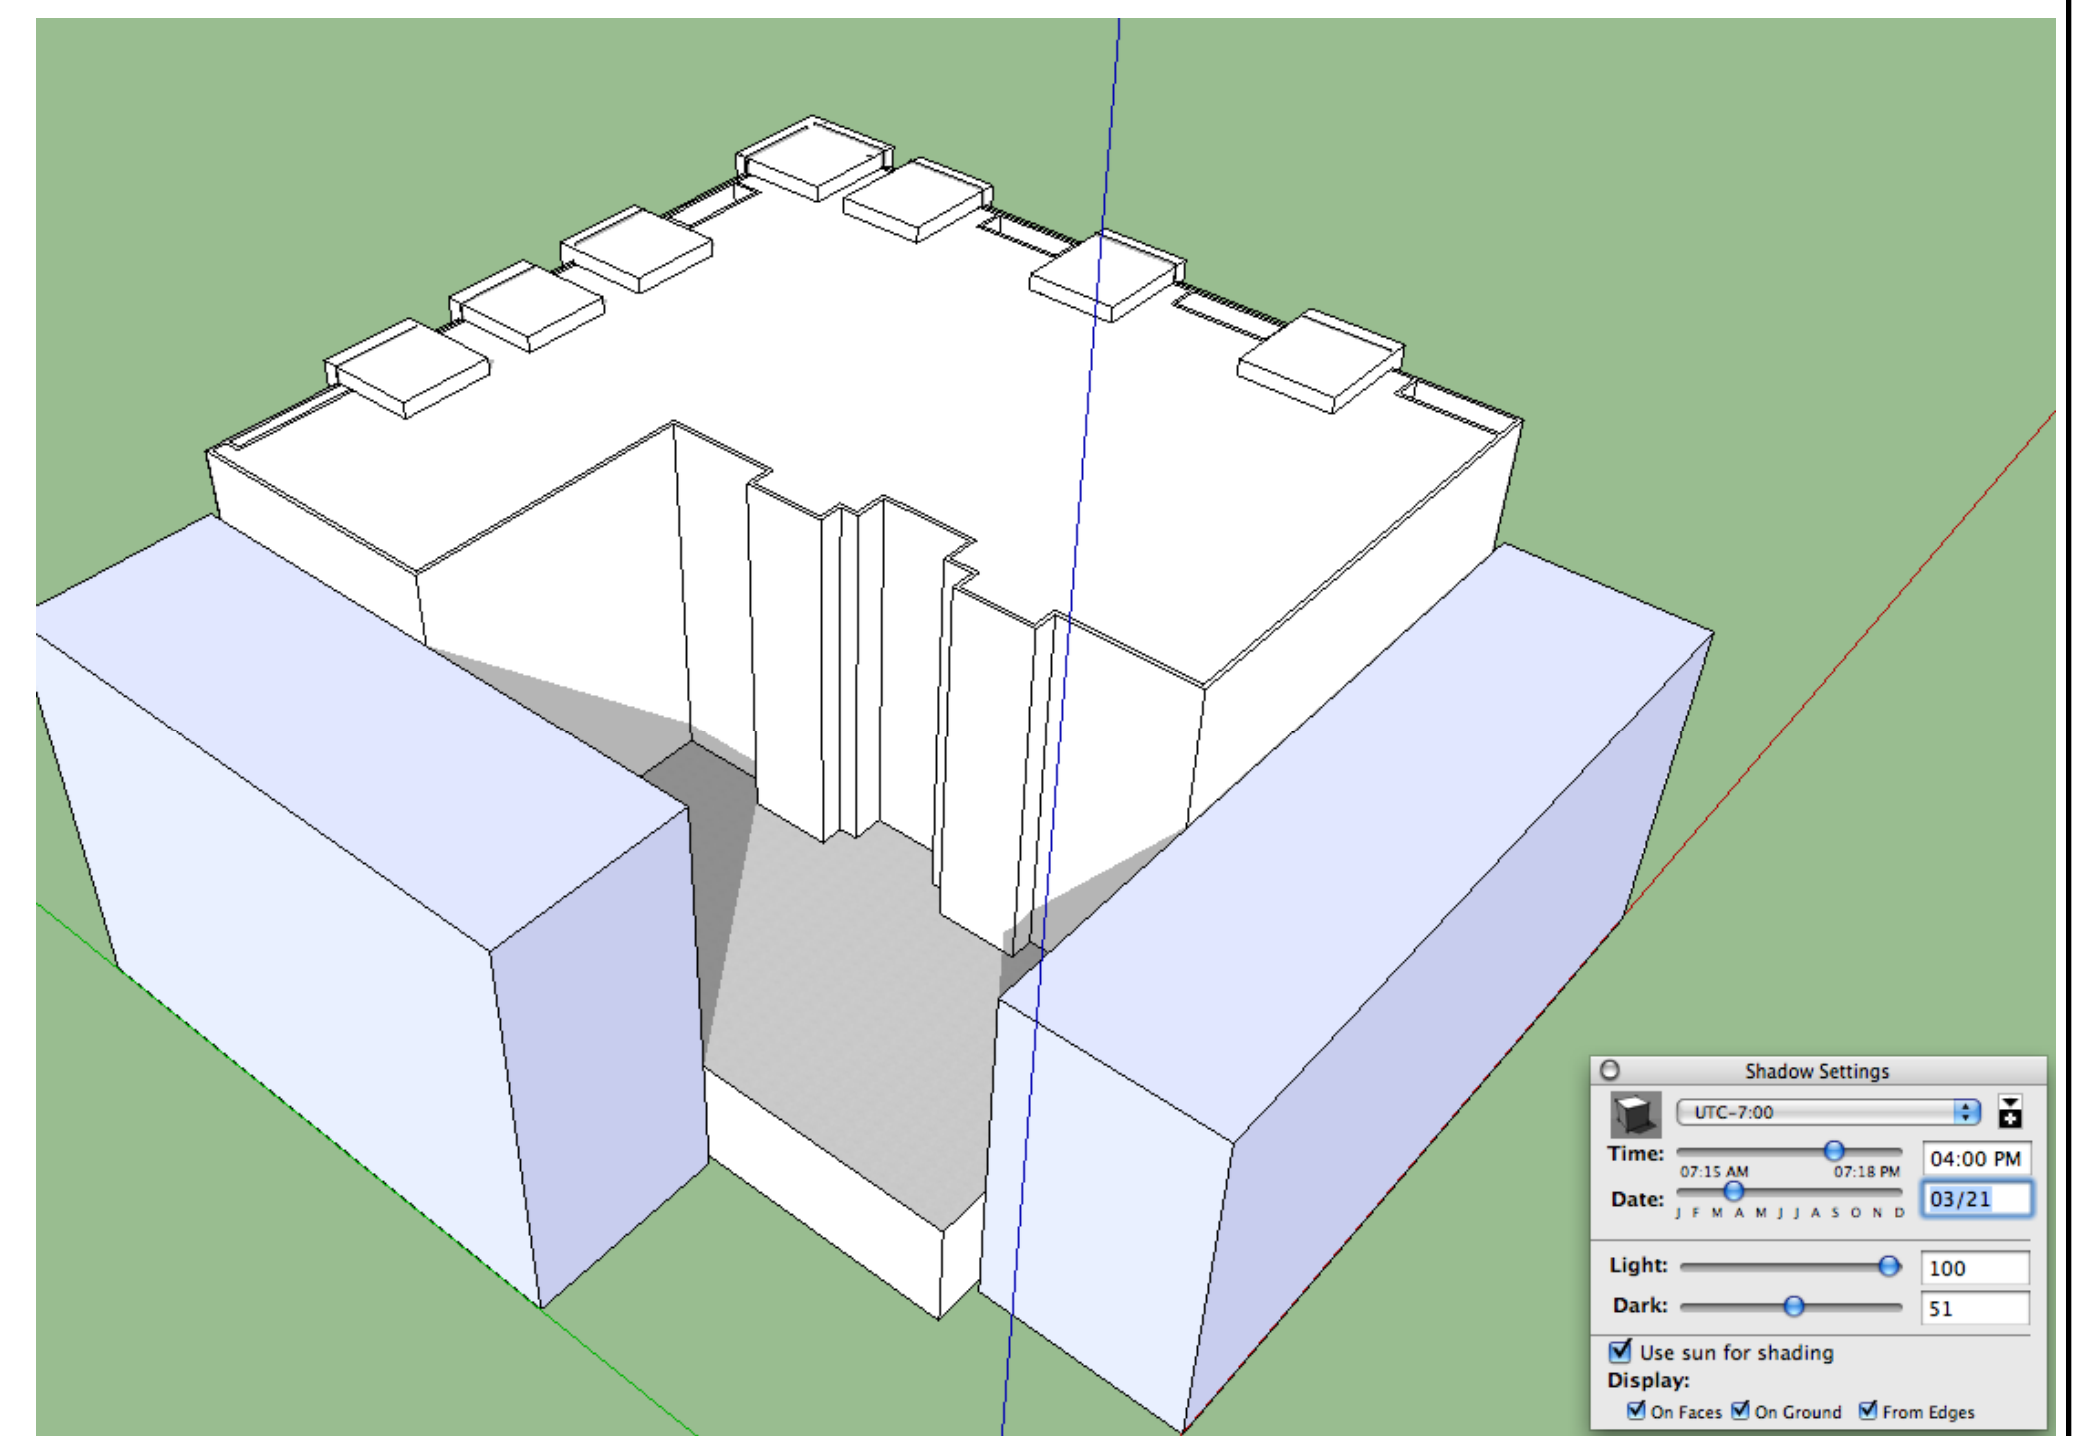 Shadow Settings
UTC-7:00
Time:
07:15 AM 07:18 PM
04:00 PM
Date:
J F M A M J J A S O N D
03/21
Light:
100
Dark:
51
Use sun for shading
Display:
On Faces On Ground From Edges